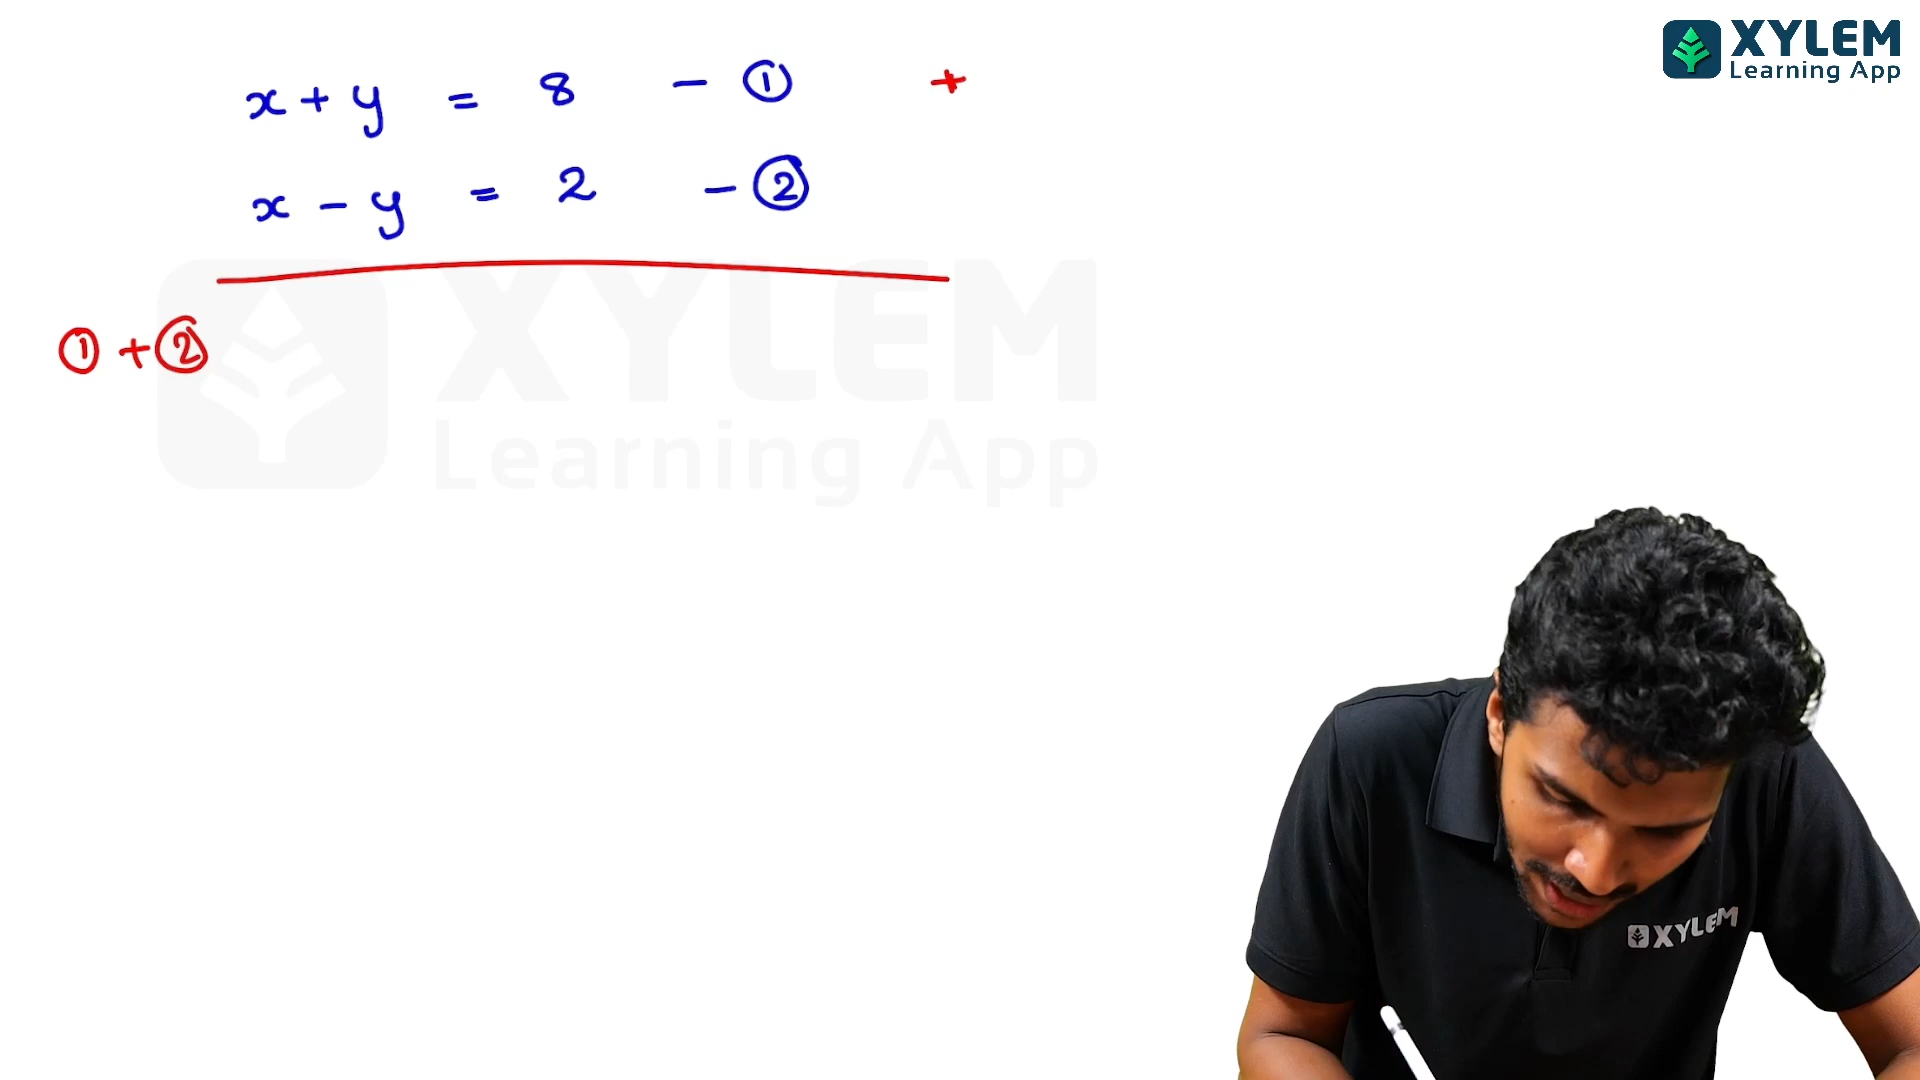 XYLEM
Learning App
x + y = 8 - ① +
x - y = 2 - ②
① + ②
XYLEM
Learning App
XYLEM